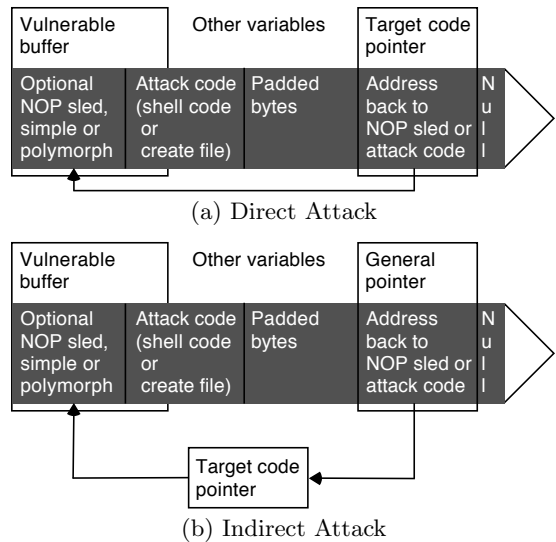 Vulnerable
buffer
Other variables
Target code
pointer
Optional
NOP sled,
simple or
polymorph
Attack code
(shell code
or
create file)
Padded
bytes
Address
back to
NOP sled or
attack code
N
u
l
l
(a) Direct Attack
Vulnerable
buffer
Other variables
General
pointer
Optional
NOP sled,
simple or
polymorph
Attack code
(shell code
or
create file)
Padded
bytes
Address
back to
NOP sled or
attack code
N
u
l
l
Target code
pointer
(b) Indirect Attack